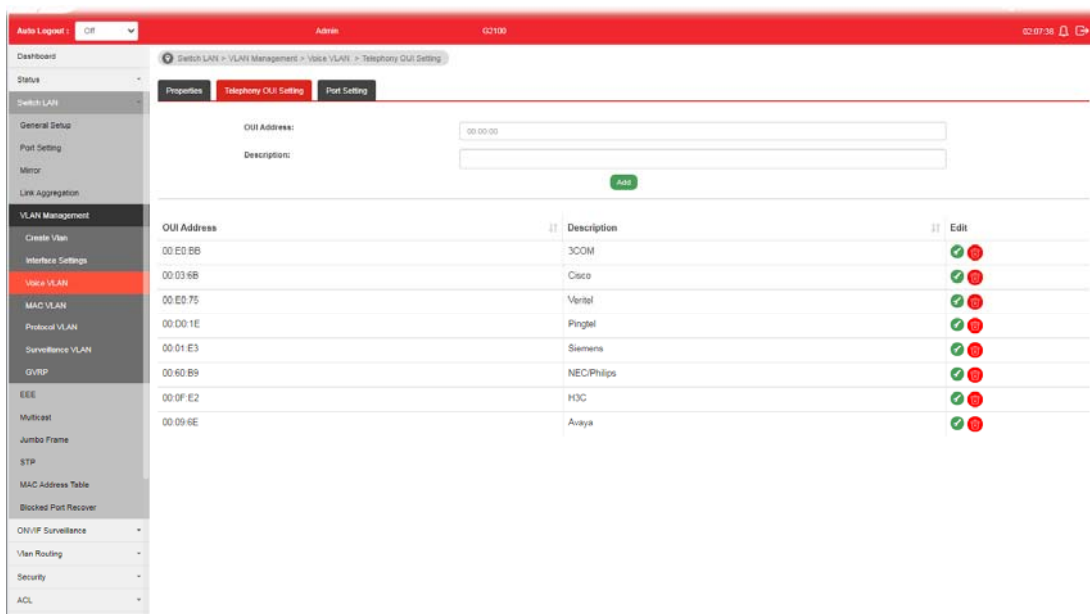 Auto Logout : Off Admin G2100 02:07:38
Dashboard
Status
Switch LAN
General Setup
Port Setting
Mirror
Link Aggregation
VLAN Management
Create Vlan
Interface Settings
Voice VLAN
MAC VLAN
Protocol VLAN
Surveillance VLAN
GVRP
EEE
Multicast
Jumbo Frame
STP
MAC Address Table
Blocked Port Recover
ONVIF Surveillance
Vlan Routing
Security
ACL
Switch LAN > VLAN Management > Voice VLAN > Telephony OUI Setting
Properties Telephony OUI Setting Port Setting
OUI Address: 00:00:00
Description:
Add
OUI Address Description Edit
00:E0:BB 3COM
00:03:6B Cisco
00:E0:75 Veritel
00:D0:1E Pingtel
00:01:E3 Siemens
00:60:B9 NEC/Philips
00:0F:E2 H3C
00:09:6E Avaya